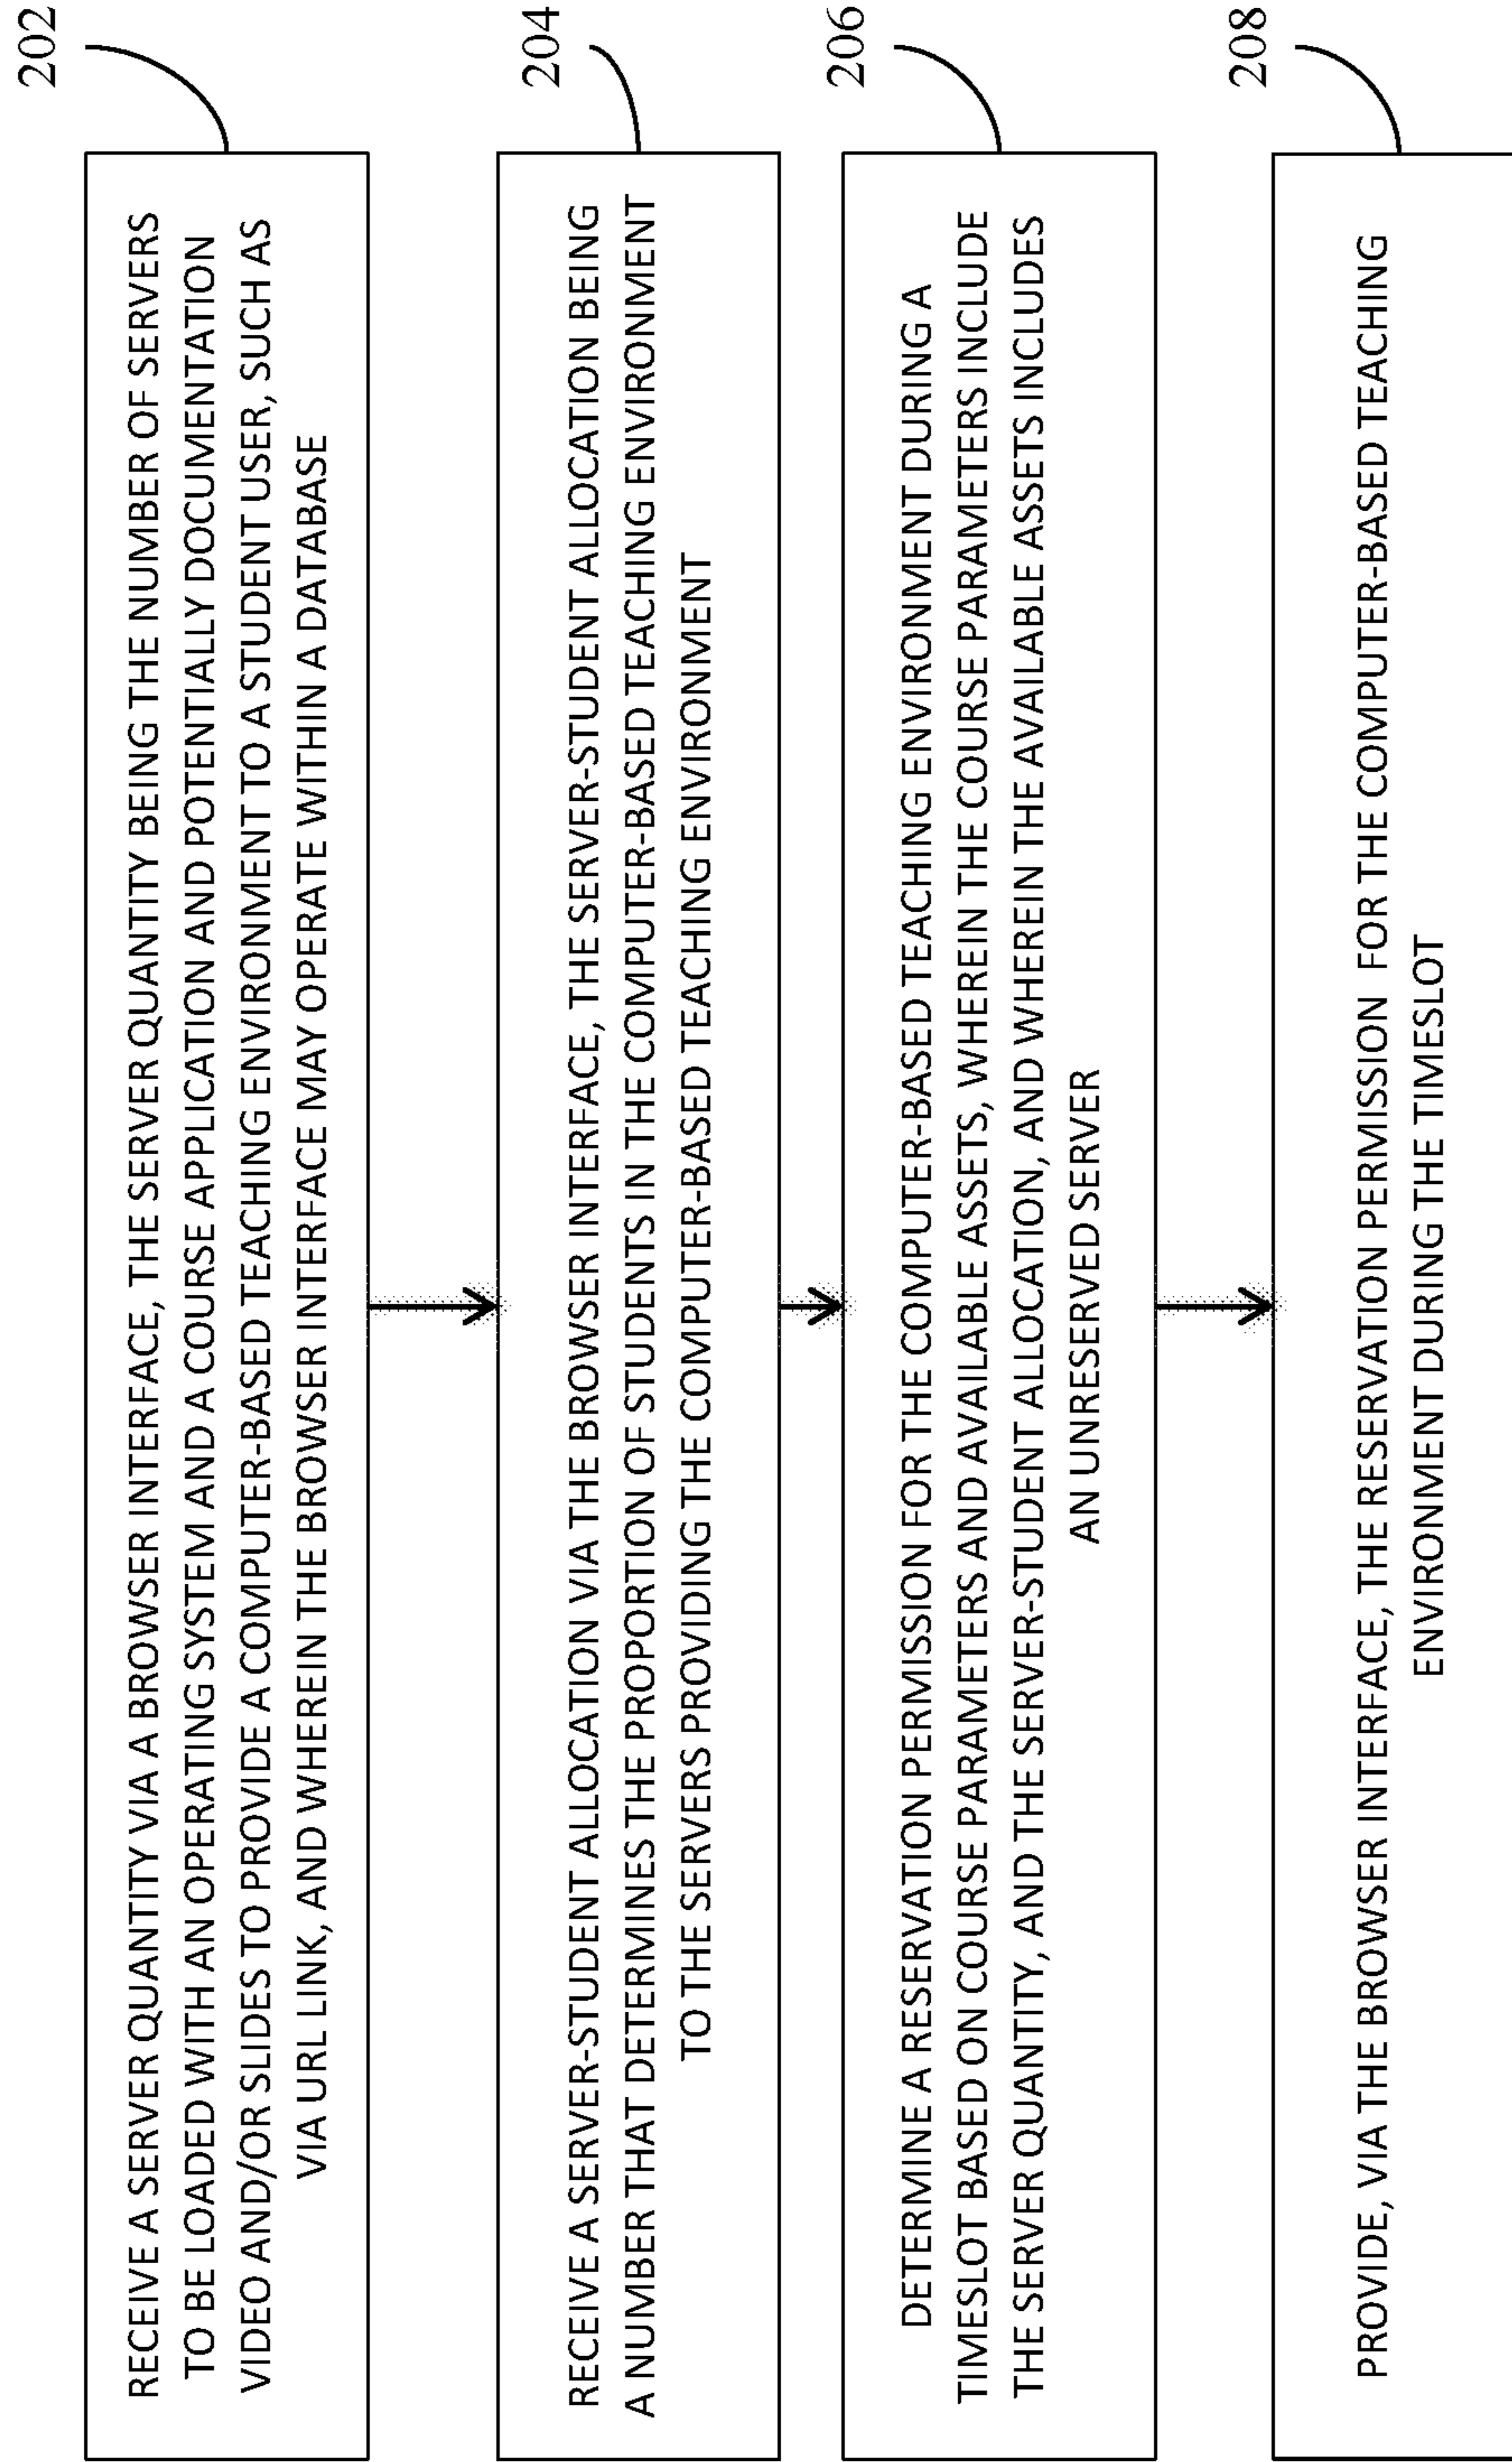 202
RECEIVE A SERVER QUANTITY VIA A BROWSER INTERFACE, THE SERVER QUANTITY BEING THE NUMBER OF SERVERS
TO BE LOADED WITH AN OPERATING SYSTEM AND A COURSE APPLICATION AND POTENTIALLY DOCUMENTATION
VIDEO AND/OR SLIDES TO PROVIDE A COMPUTER-BASED TEACHING ENVIRONMENT TO A STUDENT USER, SUCH AS
VIA URL LINK, AND WHEREIN THE BROWSER INTERFACE MAY OPERATE WITHIN A DATABASE
204
RECEIVE A SERVER-STUDENT ALLOCATION VIA THE BROWSER INTERFACE, THE SERVER-STUDENT ALLOCATION BEING
A NUMBER THAT DETERMINES THE PROPORTION OF STUDENTS IN THE COMPUTER-BASED TEACHING ENVIRONMENT
TO THE SERVERS PROVIDING THE COMPUTER-BASED TEACHING ENVIRONMENT
206
DETERMINE A RESERVATION PERMISSION FOR THE COMPUTER-BASED TEACHING ENVIRONMENT DURING A
TIMESLOT BASED ON COURSE PARAMETERS AND AVAILABLE ASSETS, WHEREIN THE COURSE PARAMETERS INCLUDE
THE SERVER QUANTITY, AND THE SERVER-STUDENT ALLOCATION, AND WHEREIN THE AVAILABLE ASSETS INCLUDES
AN UNRESERVED SERVER
208
PROVIDE, VIA THE BROWSER INTERFACE, THE RESERVATION PERMISSION FOR THE COMPUTER-BASED TEACHING
ENVIRONMENT DURING THE TIMESLOT